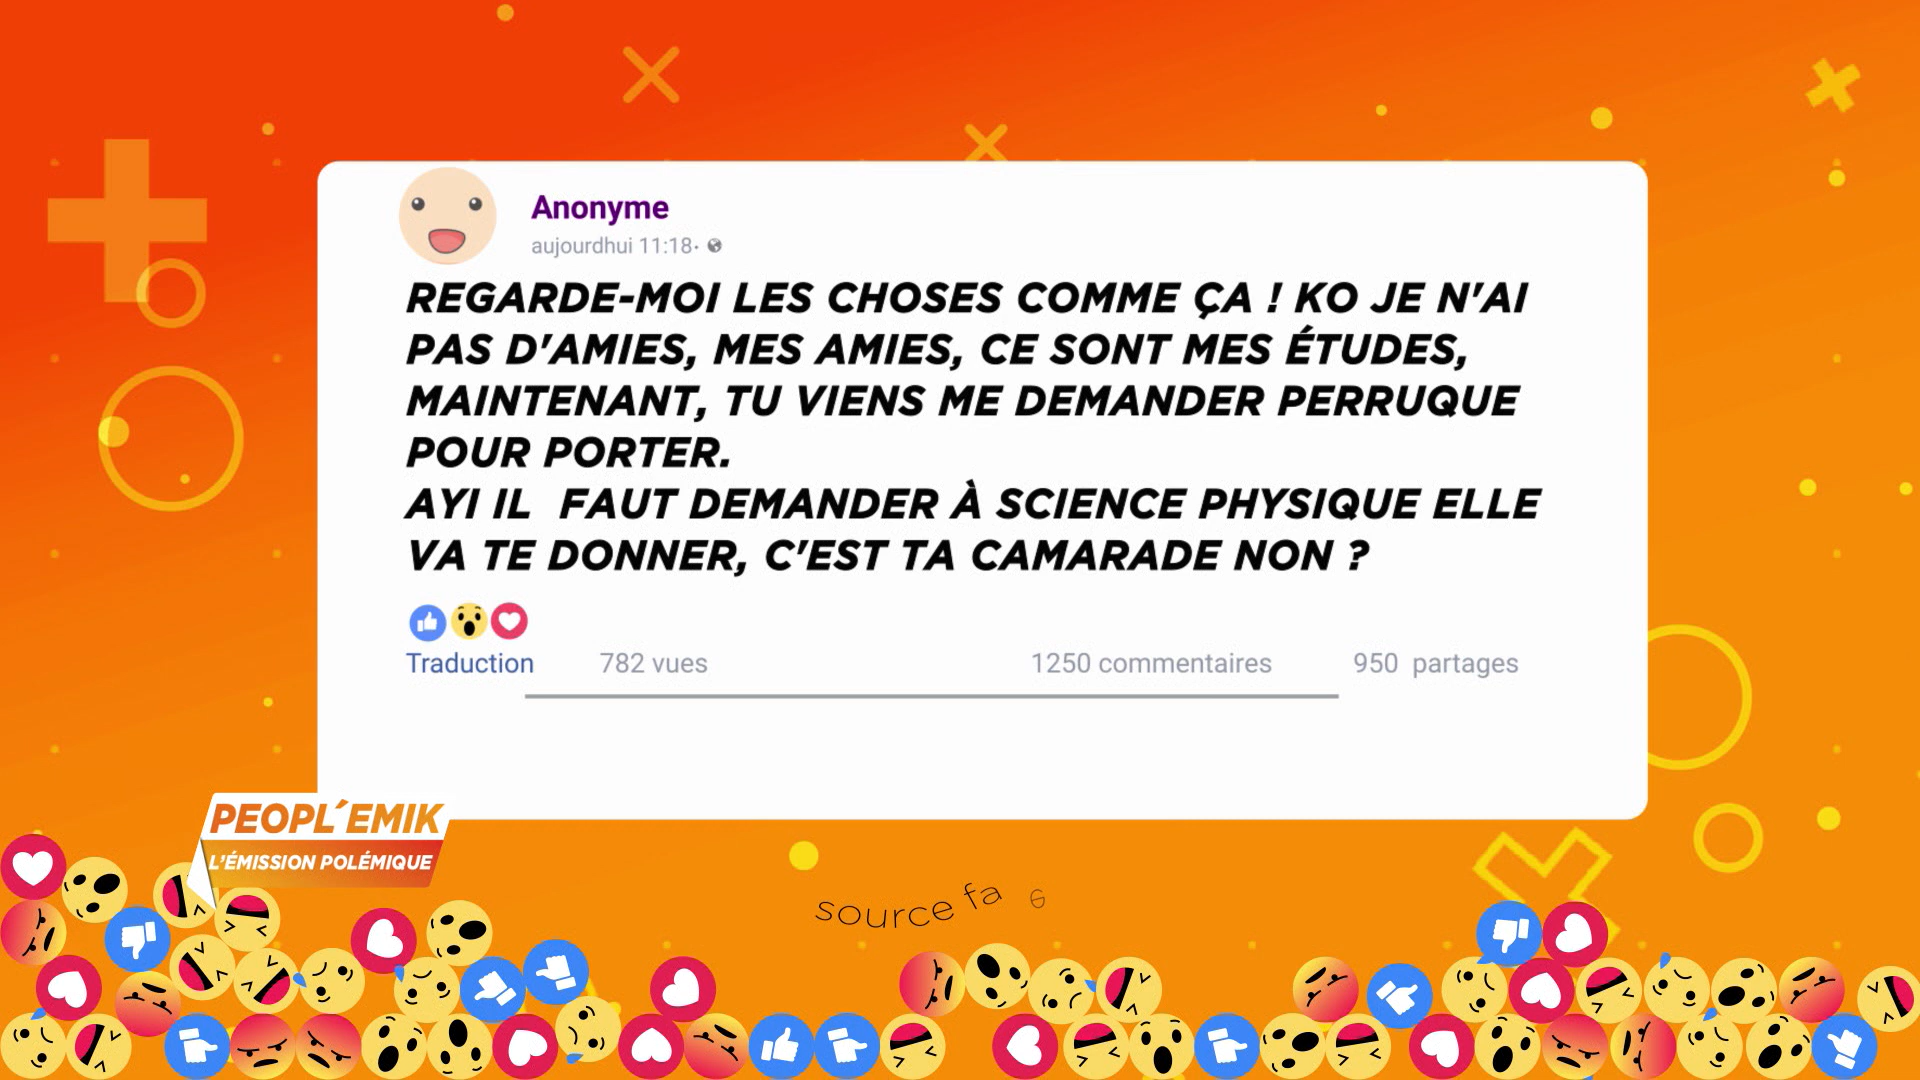 Anonyme
aujourdhui 11:18·
REGARDE-MOI LES CHOSES COMME ÇA ! KO JE N'AI
PAS D'AMIES, MES AMIES, CE SONT MES ÉTUDES,
MAINTENANT, TU VIENS ME DEMANDER PERRUQUE
POUR PORTER.
AYI IL  FAUT DEMANDER À SCIENCE PHYSIQUE ELLE
VA TE DONNER, C'EST TA CAMARADE NON ?
Traduction 782 vues 1250 commentaires 950 partages
PEOPL´EMIK
L'ÉMISSION POLÉMIQUE
source fa